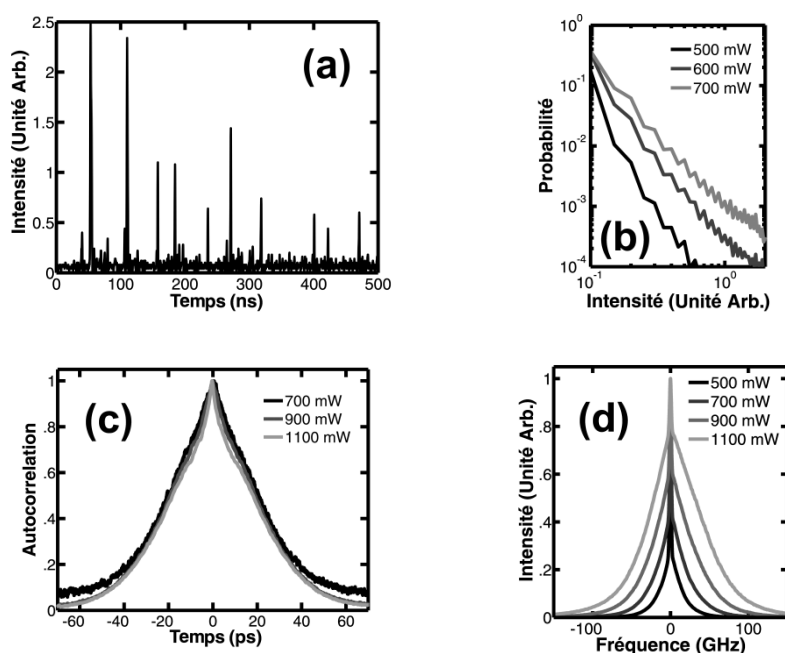 (a)
Intensité (Unité Arb.)
2.5
2
1.5
1
0.5
0
0 100 200 300 400 500
Temps (ns)
(b)
Probabilité
10^0
10^-1
10^-2
10^-3
10^-4
500 mW
600 mW
700 mW
10^-1 10^0
Intensité (Unité Arb.)
(c)
Autocorrelation
1
.8
.6
.4
.2
0
700 mW
900 mW
1100 mW
-60 -40 -20 0 20 40 60
Temps (ps)
(d)
Intensité (Unité Arb.)
1
.8
.6
.4
.2
0
500 mW
700 mW
900 mW
1100 mW
-100 0 100
Fréquence (GHz)